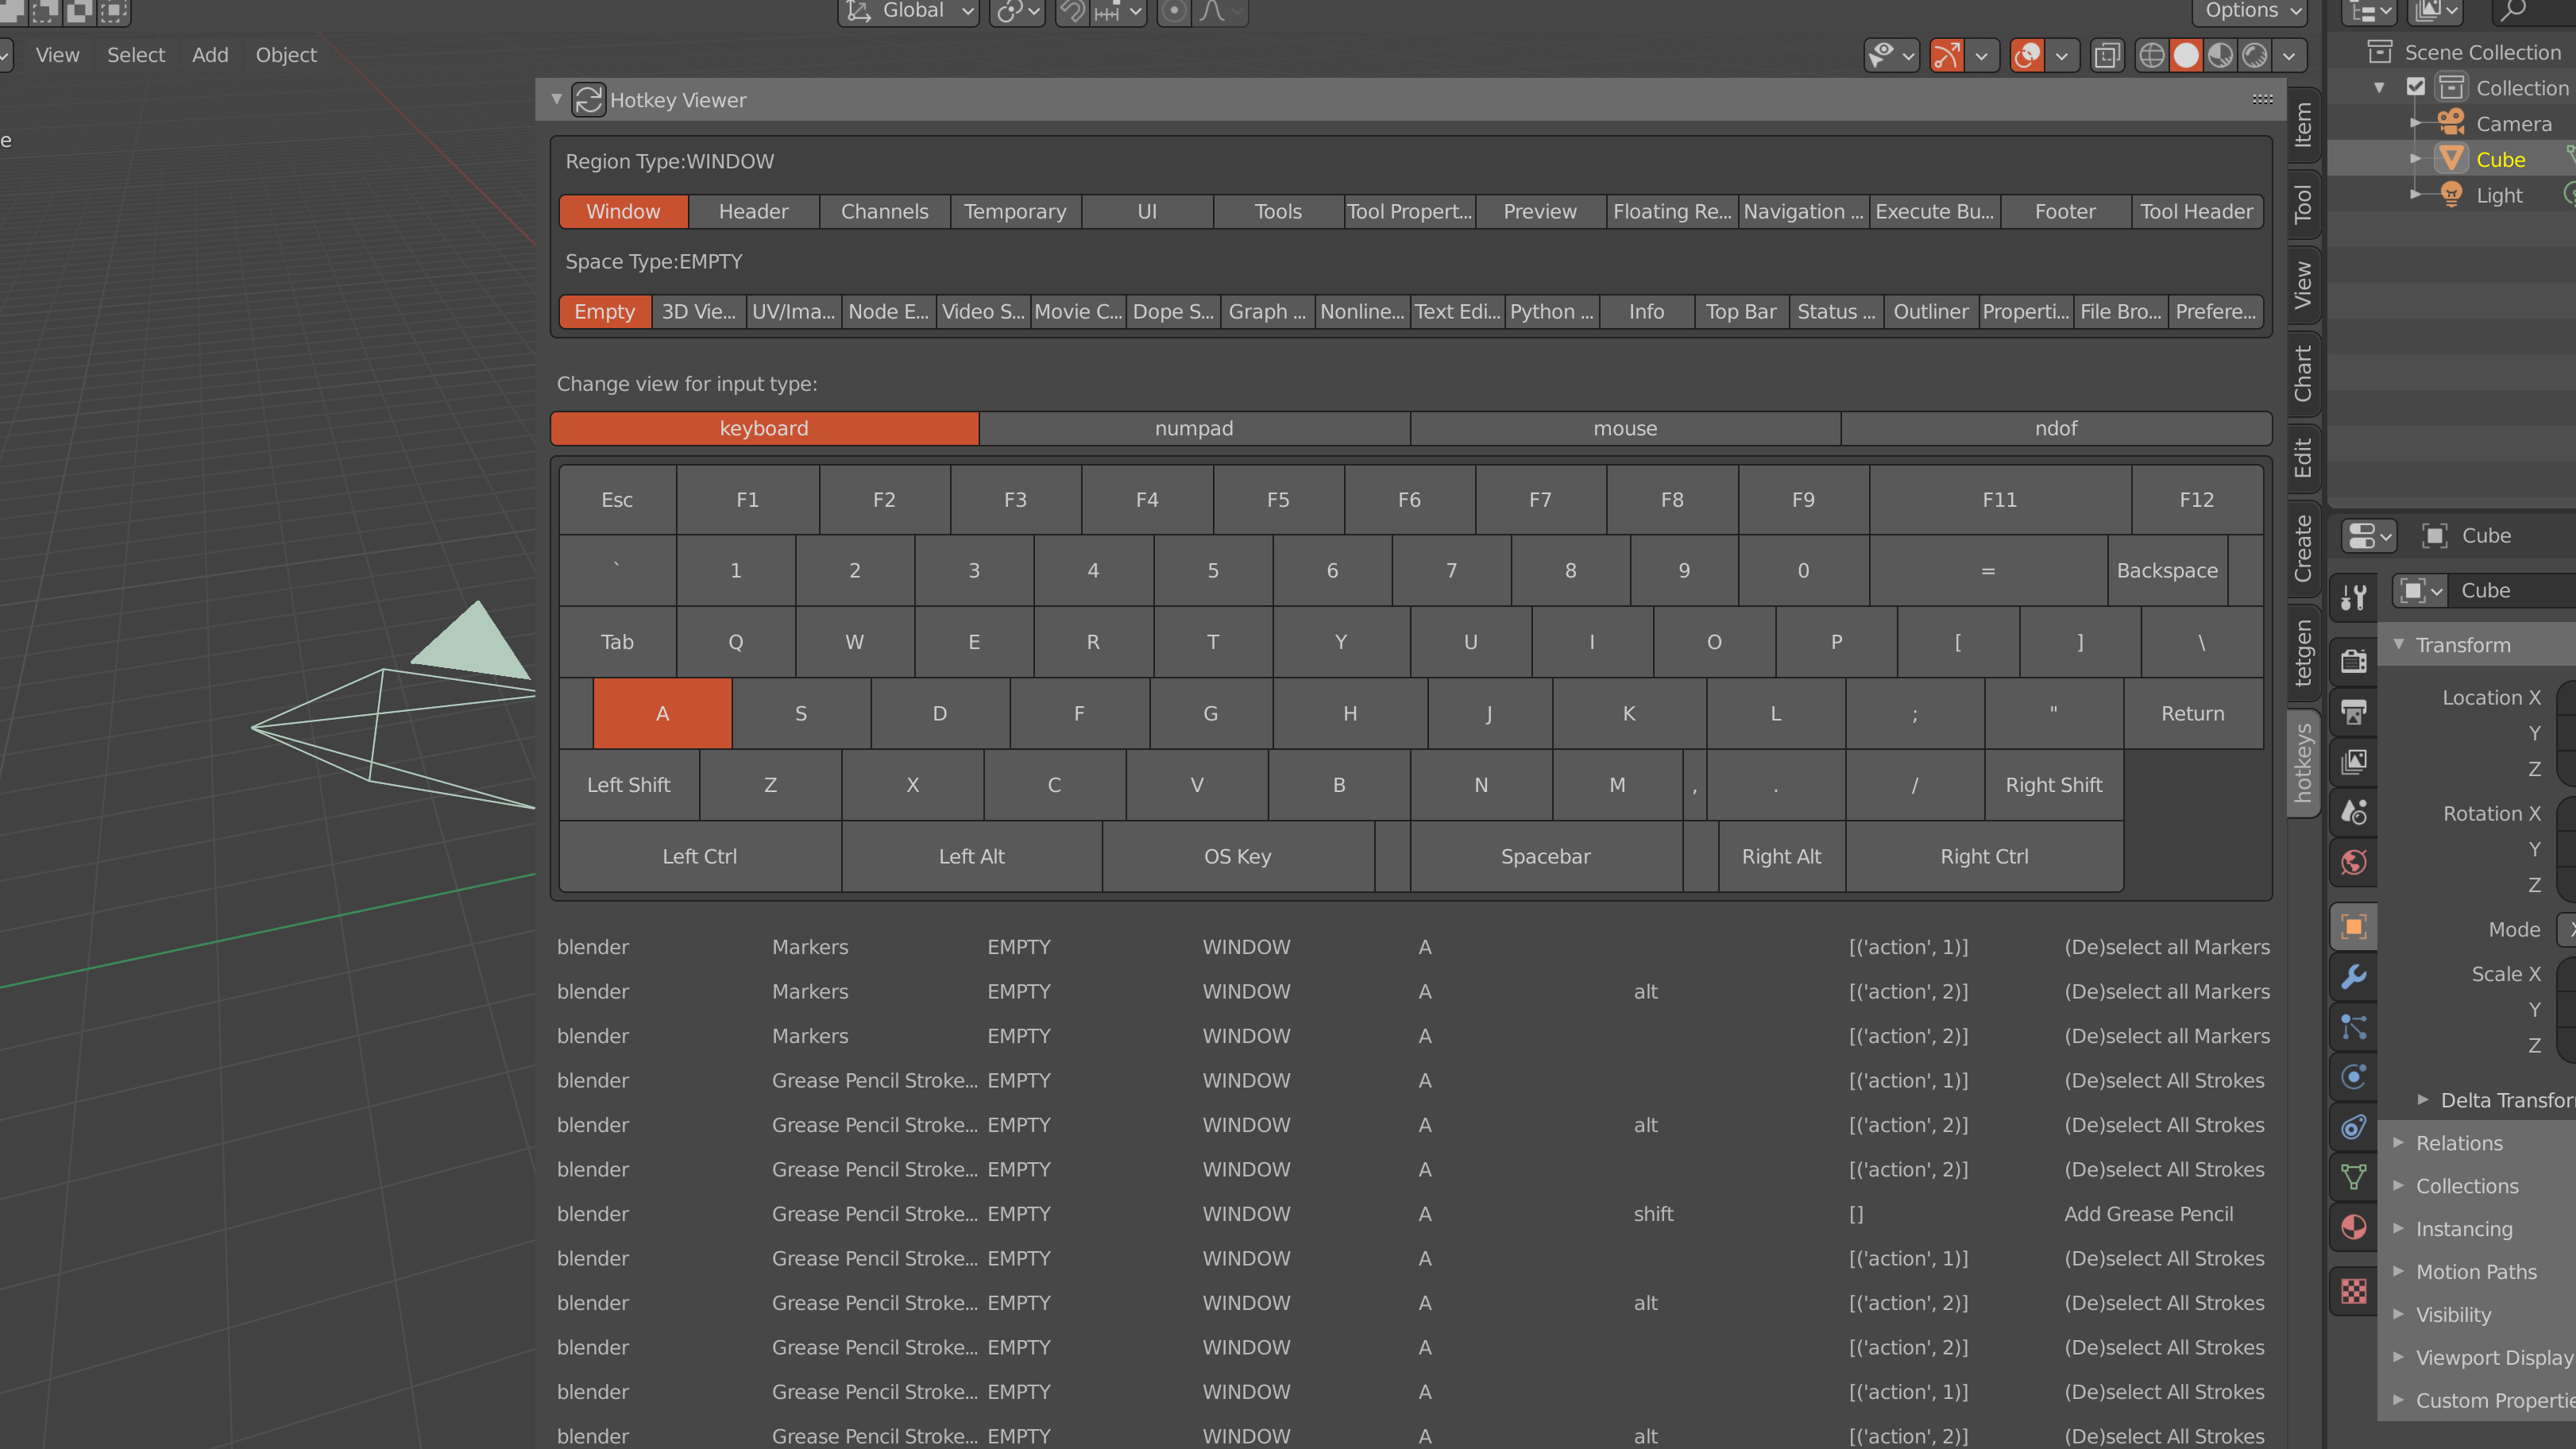 Global
Options
View Select Add Object
e
Hotkey Viewer
Region Type:WINDOW
Window Header Channels Temporary UI Tools Tool Propert... Preview Floating Re... Navigation ... Execute Bu... Footer Tool Header
Space Type:EMPTY
Empty 3D Vie... UV/Ima... Node E... Video S... Movie C... Dope S... Graph ... Nonline... Text Edi... Python ... Info Top Bar Status ... Outliner Properti... File Bro... Prefere...
Change view for input type:
keyboard numpad mouse ndof
Esc F1 F2 F3 F4 F5 F6 F7 F8 F9 F11 F12
` 1 2 3 4 5 6 7 8 9 0 = Backspace
Tab Q W E R T Y U I O P [ ] \
A S D F G H J K L ; " Return
Left Shift Z X C V B N M , . / Right Shift
Left Ctrl Left Alt OS Key Spacebar Right Alt Right Ctrl
blender Markers EMPTY WINDOW A [('action', 1)] (De)select all Markers
blender Markers EMPTY WINDOW A alt [('action', 2)] (De)select all Markers
blender Markers EMPTY WINDOW A [('action', 2)] (De)select all Markers
blender Grease Pencil Stroke... EMPTY WINDOW A [('action', 1)] (De)select All Strokes
blender Grease Pencil Stroke... EMPTY WINDOW A alt [('action', 2)] (De)select All Strokes
blender Grease Pencil Stroke... EMPTY WINDOW A [('action', 2)] (De)select All Strokes
blender Grease Pencil Stroke... EMPTY WINDOW A shift [] Add Grease Pencil
blender Grease Pencil Stroke... EMPTY WINDOW A [('action', 1)] (De)select All Strokes
blender Grease Pencil Stroke... EMPTY WINDOW A alt [('action', 2)] (De)select All Strokes
blender Grease Pencil Stroke... EMPTY WINDOW A [('action', 2)] (De)select All Strokes
blender Grease Pencil Stroke... EMPTY WINDOW A [('action', 1)] (De)select All Strokes
blender Grease Pencil Stroke... EMPTY WINDOW A alt [('action', 2)] (De)select All Strokes
Item
Tool
View
Chart
Edit
Create
tetgen
hotkeys
Scene Collection
Collection
Camera
Cube
Light
Cube
Cube
Transform
Location X
Y
Z
Rotation X
Y
Z
Mode X
Scale X
Y
Z
Delta Transfor
Relations
Collections
Instancing
Motion Paths
Visibility
Viewport Display
Custom Propertie